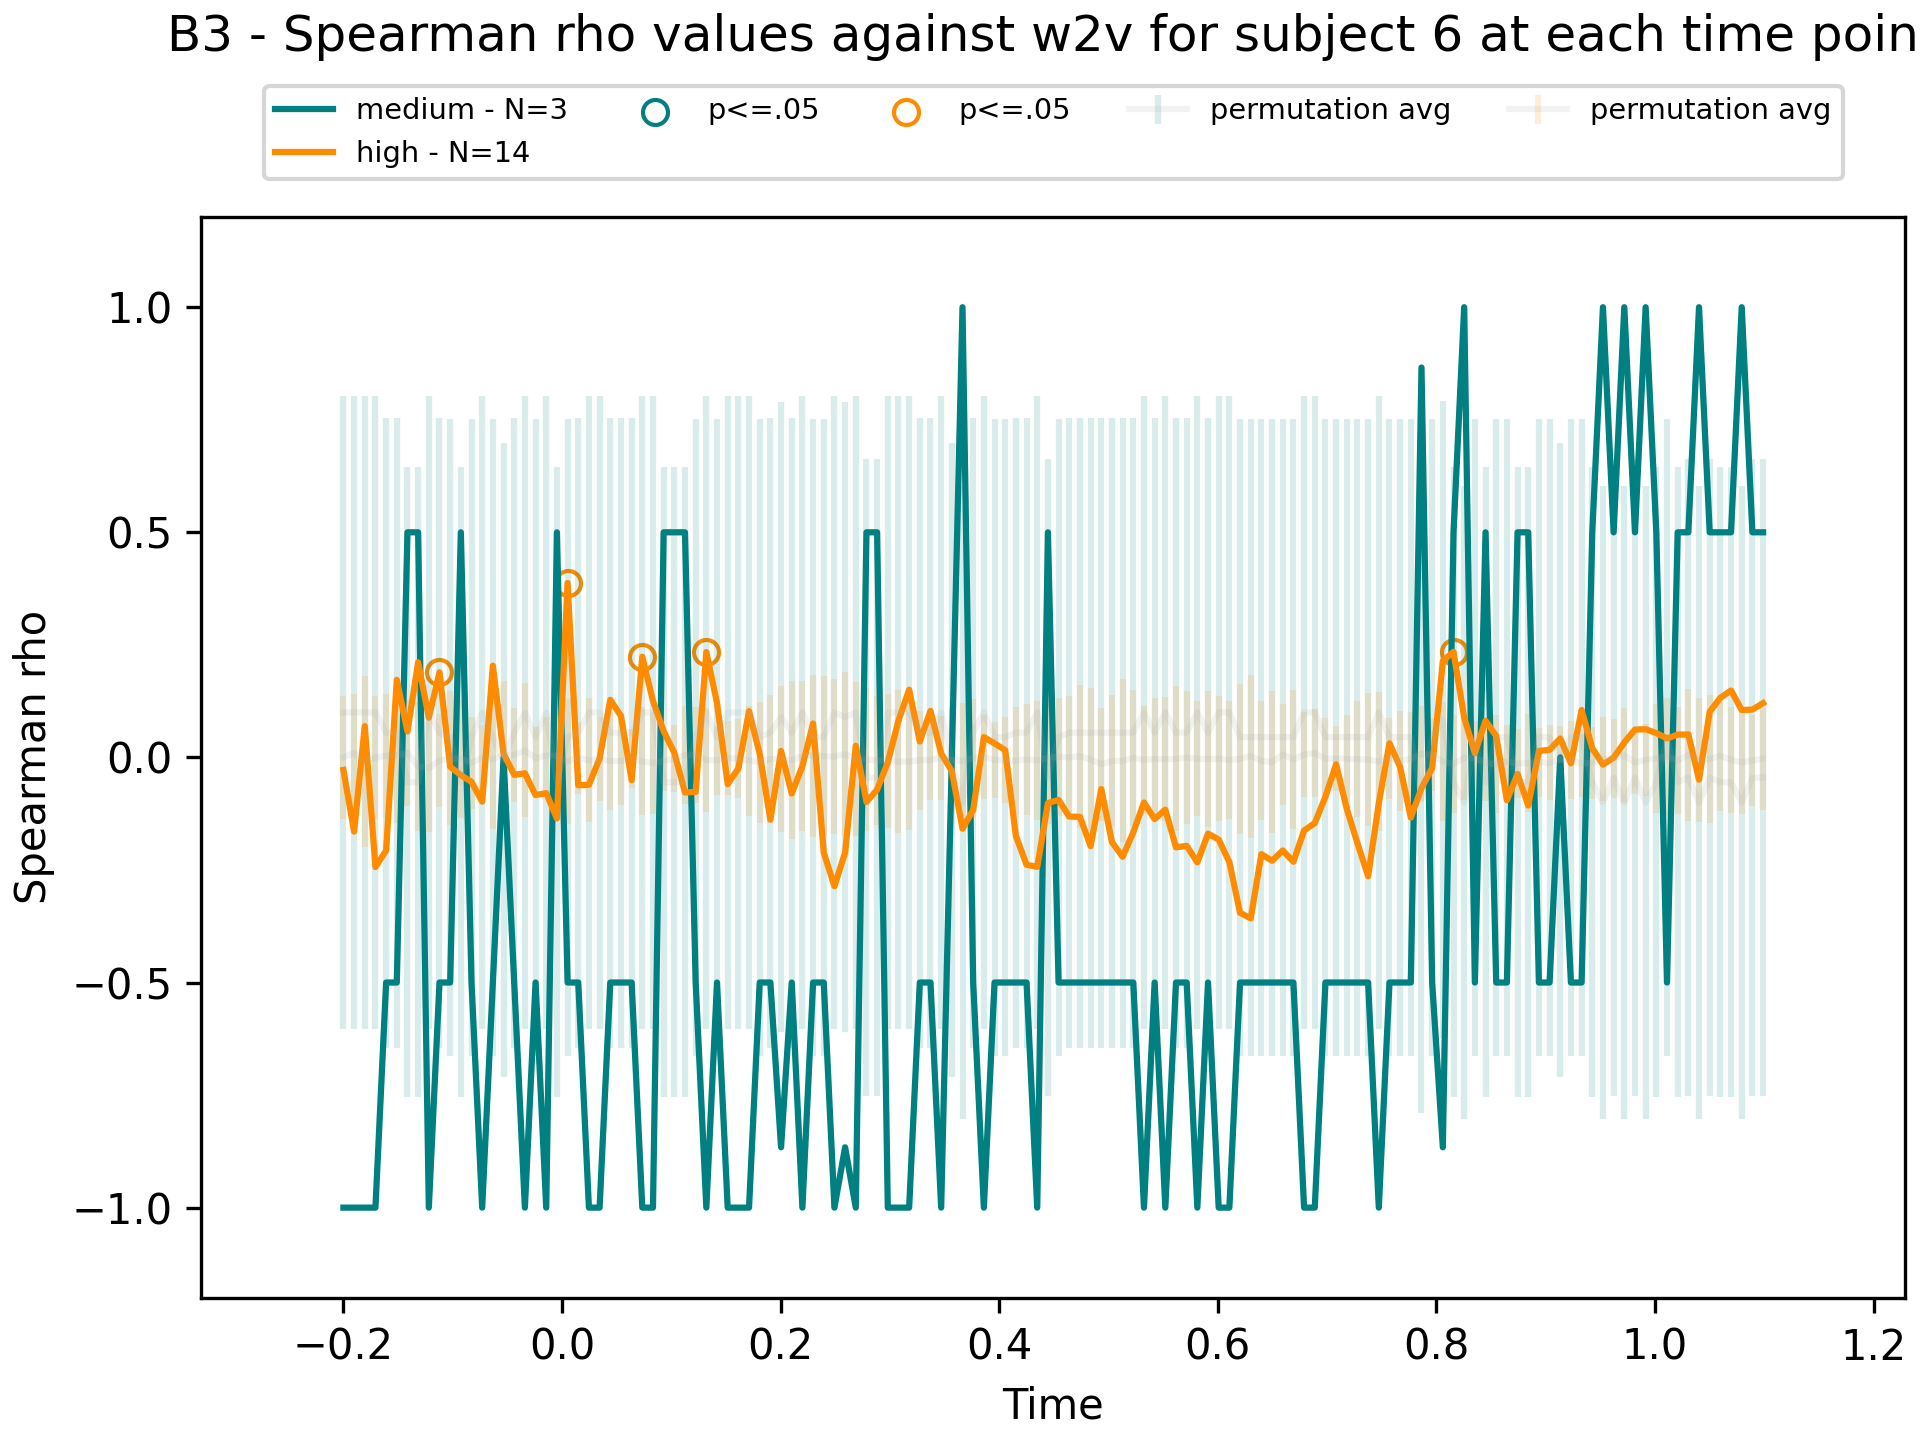 B3 - Spearman rho values against w2v for subject 6 at each time poin
medium - N=3
high - N=14
p<=.05
p<=.05
permutation avg
permutation avg
Spearman rho
1.0
0.5
0.0
−0.5
−1.0
−0.2 0.0 0.2 0.4 0.6 0.8 1.0 1.2
Time